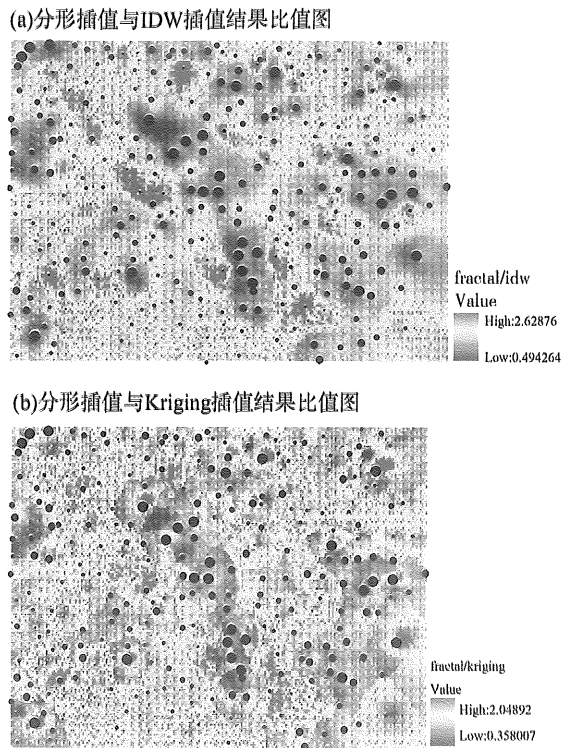 (a)分形插值与IDW插值结果比值图
fractal/idw
Value
High:2.62876
Low:0.494264
(b)分形插值与Kriging插值结果比值图
fractal/kriging
Value
High:2.04892
Low:0.358007